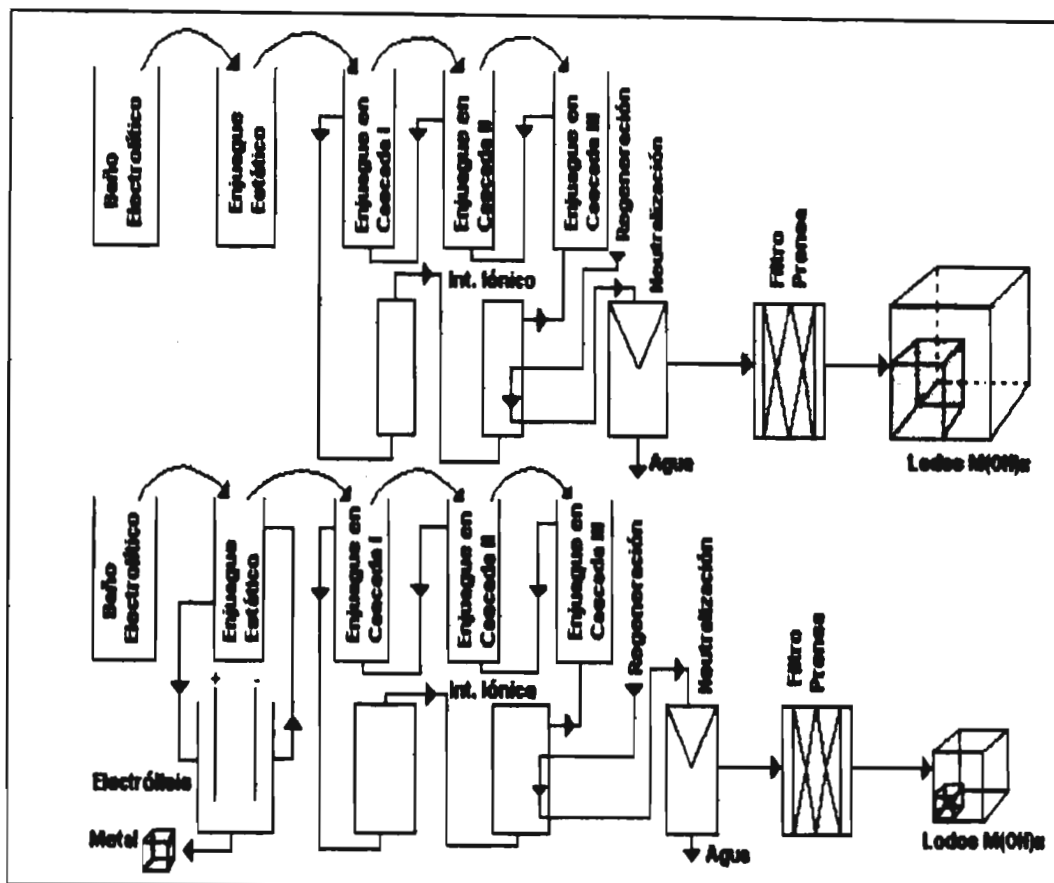 Baño
Electrolítico
Enjuague
Estático
Enjuague en
Cascada I
Enjuague en
Cascada II
Enjuague en
Cascada III
Regeneración
Neutralización
Int. Iónico
Filtro
Prensa
Agua
Lodos M(OH)x
Baño
Electrolítico
Enjuague
Estático
Enjuague en
Cascada I
Enjuague en
Cascada II
Enjuague en
Cascada III
Regeneración
Neutralización
Int. Iónico
Filtro
Prensa
+
-
Electrólisis
Metal
Agua
Lodos M(OH)x